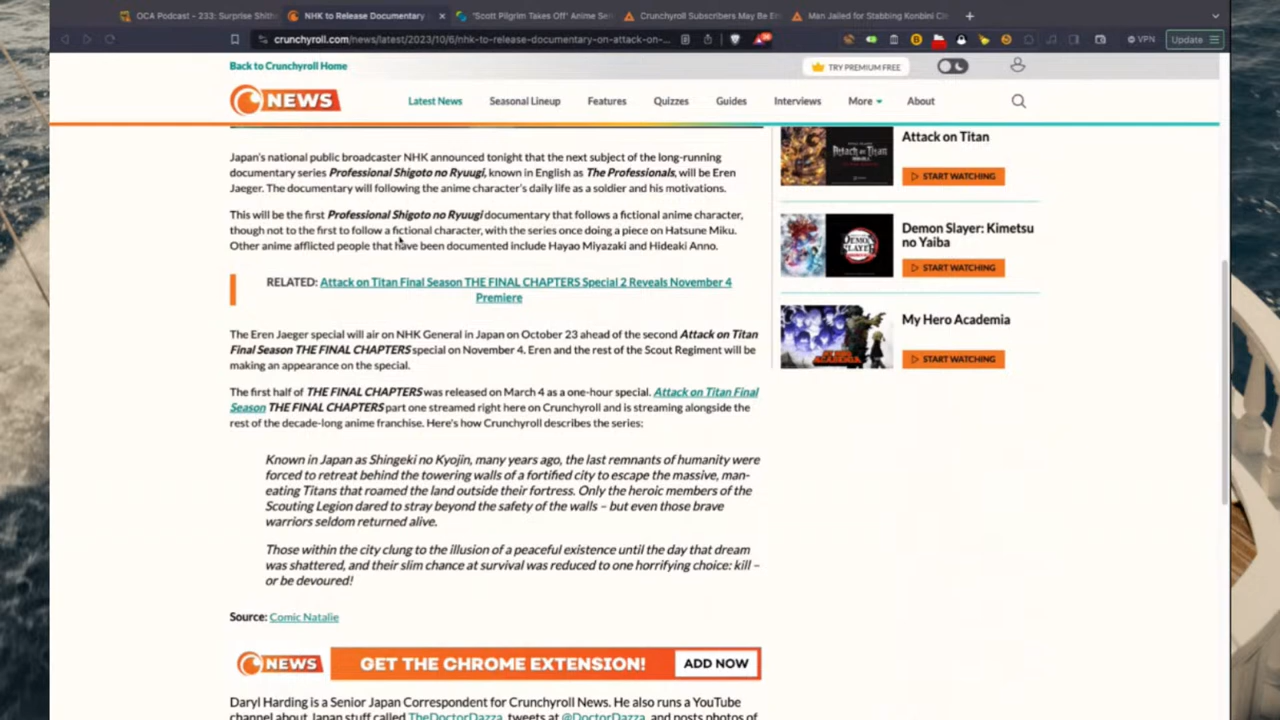 OCA Podcast - 233: Surprise Shit
NHK to Release Documentary
"Scott Pilgrim Takes Off" Anime Se
Crunchyroll Subscribers May Be En
Man Jailed for Stabbing Konbini Cl
crunchyroll.com/news/latest/2023/10/6/nhk-to-release-documentary-on-attack-on-...
VPN
Update
Back to Crunchyroll Home
TRY PREMIUM FREE
NEWS
Latest News
Seasonal Lineup
Features
Quizzes
Guides
Interviews
More
About
Japan's national public broadcaster NHK announced tonight that the next subject of the long-running
documentary series Professional Shigoto no Ryuugi, known in English as The Professionals, will be Eren
Jaeger. The documentary will following the anime character's daily life as a soldier and his motivations.
This will be the first Professional Shigoto no Ryuugi documentary that follows a fictional anime character,
though not to the first to follow a fictional character, with the series once doing a piece on Hatsune Miku.
Other anime afflicted people that have been documented include Hayao Miyazaki and Hideaki Anno.
RELATED: Attack on Titan Final Season THE FINAL CHAPTERS Special 2 Reveals November 4
Premiere
The Eren Jaeger special will air on NHK General in Japan on October 23 ahead of the second Attack on Titan
Final Season THE FINAL CHAPTERS special on November 4. Eren and the rest of the Scout Regiment will be
making an appearance on the special.
The first half of THE FINAL CHAPTERS was released on March 4 as a one-hour special. Attack on Titan Final
Season THE FINAL CHAPTERS part one streamed right here on Crunchyroll and is streaming alongside the
rest of the decade-long anime franchise. Here's how Crunchyroll describes the series:
Known in Japan as Shingeki no Kyojin, many years ago, the last remnants of humanity were
forced to retreat behind the towering walls of a fortified city to escape the massive, man-
eating Titans that roamed the land outside their fortress. Only the heroic members of the
Scouting Legion dared to stray beyond the safety of the walls – but even those brave
warriors seldom returned alive.
Those within the city clung to the illusion of a peaceful existence until the day that dream
was shattered, and their slim chance at survival was reduced to one horrifying choice: kill –
or be devoured!
Source: Comic Natalie
NEWS
GET THE CHROME EXTENSION!
ADD NOW
Daryl Harding is a Senior Japan Correspondent for Crunchyroll News. He also runs a YouTube
channel about Japan stuff called TheDoctorDazza, tweets at @DoctorDazza, and posts photos of
Attack on Titan
Attack on Titan
START WATCHING
DEMON SLAYER
Demon Slayer: Kimetsu
no Yaiba
START WATCHING
My Hero Academia
START WATCHING